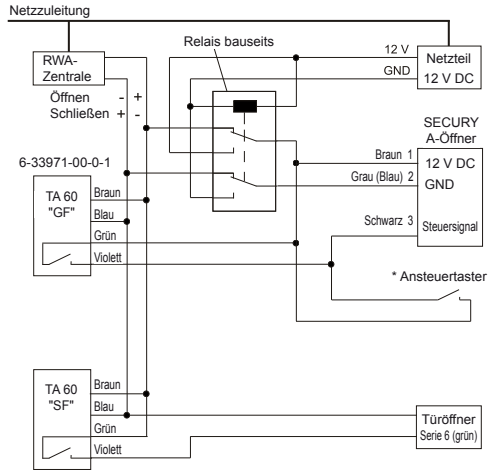 Netzzuleitung
Relais bauseits
12 V
GND
Netzteil
12 V DC
RWA-
Zentrale
Öffnen - +
Schließen + -
SECURY
A-Öffner
6-33971-00-0-1
Braun 1
12 V DC
Grau (Blau) 2
GND
TA 60
"GF"
Braun
Blau
Grün
Violett
Schwarz 3
Steuersignal
* Ansteuertaster
TA 60
"SF"
Braun
Blau
Grün
Violett
Türöffner
Serie 6 (grün)